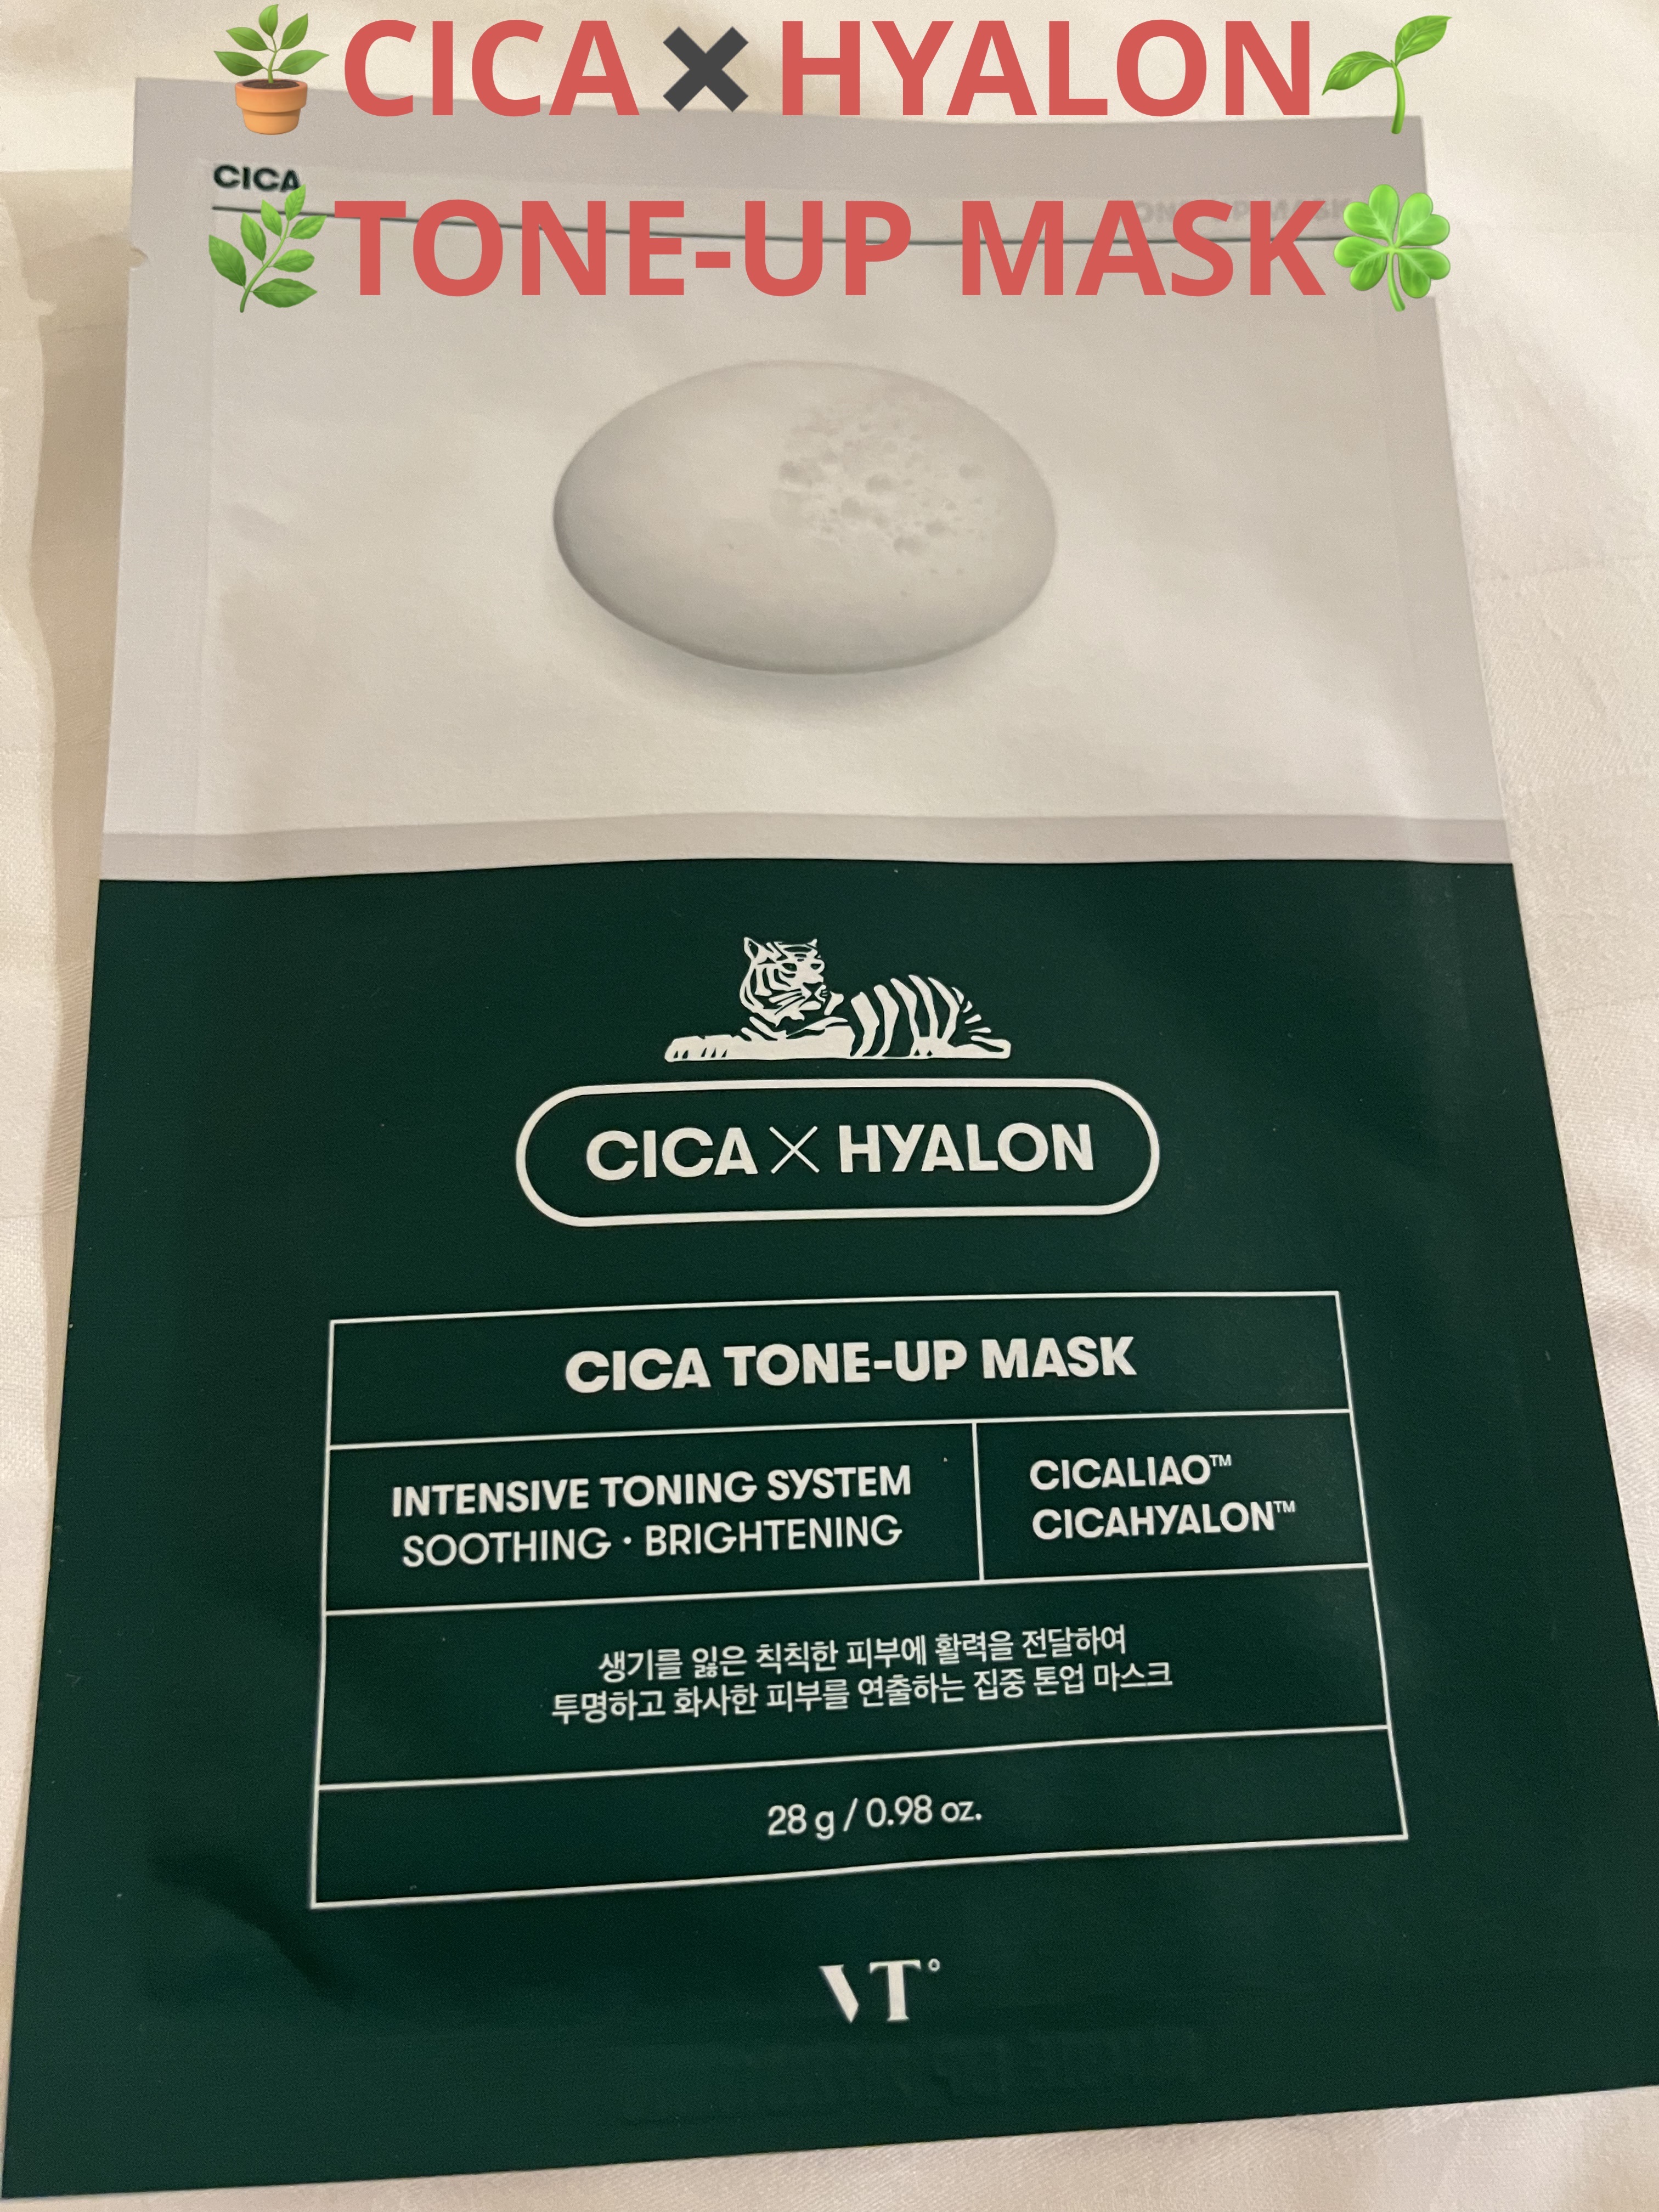 🪴CICA✖️HYALON🌱
CICA
TONE-UP MASK
🌿TONE-UP MASK🍀
CICA × HYALON
CICA TONE-UP MASK
INTENSIVE TONING SYSTEM
SOOTHING · BRIGHTENING
CICALIAO™
CICAHYALON™
생기를 잃은 칙칙한 피부에 활력을 전달하여
투명하고 화사한 피부를 연출하는 집중 톤업 마스크
28 g / 0.98 oz.
VT°